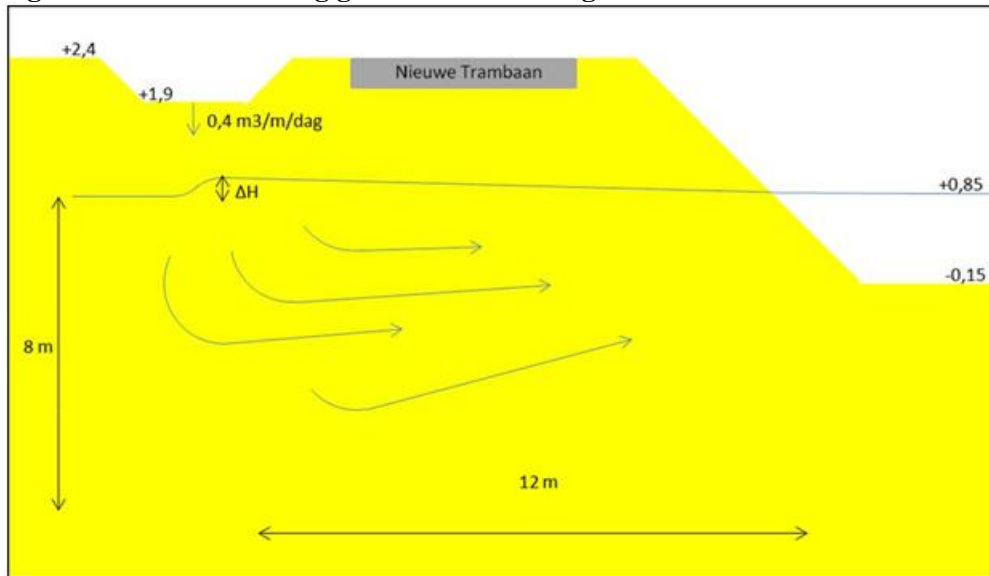 +2,4
Nieuwe Trambaan
+1,9
0,4 m3/m/dag
ΔH
+0,85
-0,15
8 m
12 m